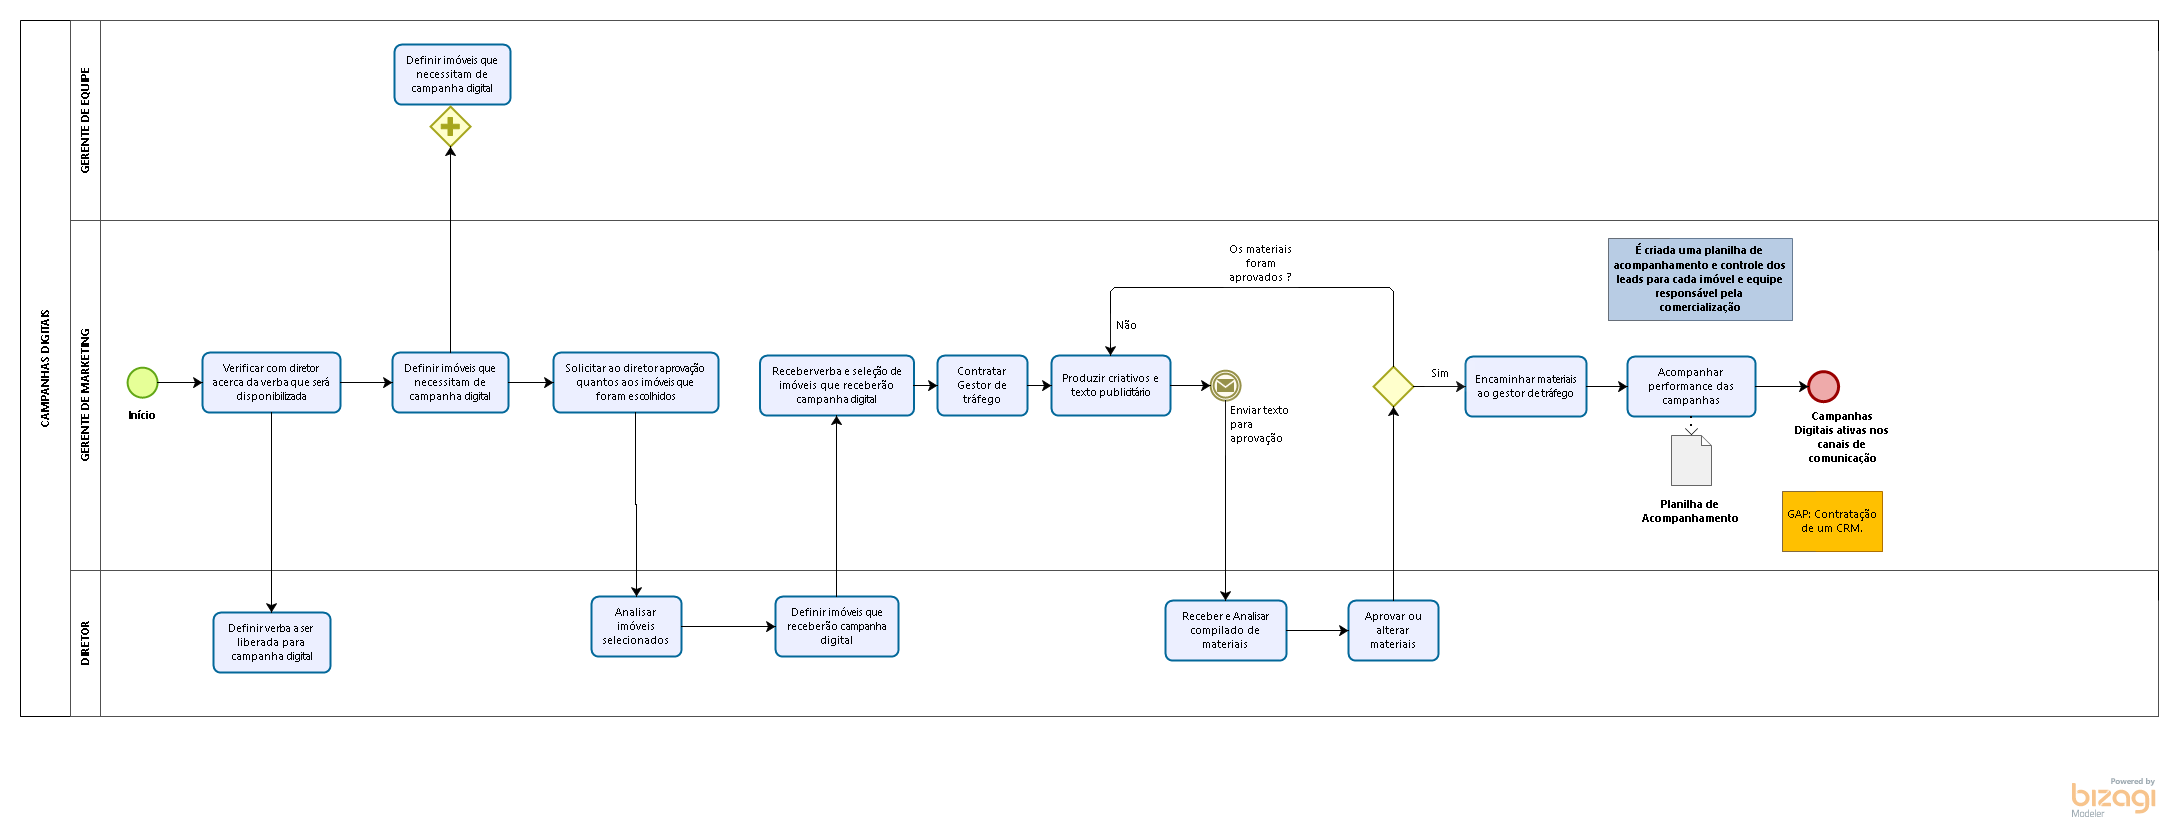 CAMPANHAS DIGITAIS
GERENTE DE EQUIPE
Definir imóveis que
necessitam de
campanha digital
GERENTE DE MARKETING
Início
Verificar com diretor
acerca da verba que será
disponibilizada
Definir imóveis que
necessitam de
campanha digital
Solicitar ao diretor aprovação
quantos aos imóveis que
foram escolhidos
Receber verba e seleção de
imóveis que receberão
campanha digital
Contratar
Gestor de
tráfego
Produzir criativos e
texto publicitário
Enviar texto
para
aprovação
Os materiais
foram
aprovados ?
Não
Sim
Encaminhar materiais
ao gestor de tráfego
É criada uma planilha de
acompanhamento e controle dos
leads para cada imóvel e equipe
responsável pela
comercialização
Acompanhar
performance das
campanhas
Planilha de
Acompanhamento
Campanhas
Digitais ativas nos
canais de
comunicação
GAP: Contratação
de um CRM.
DIRETOR
Definir verba a ser
liberada para
campanha digital
Analisar
imóveis
selecionados
Definir imóveis que
receberão campanha
digital
Receber e Analisar
compilado de
materiais
Aprovar ou
alterar
materiais
Powered by
bizagi
Modeler